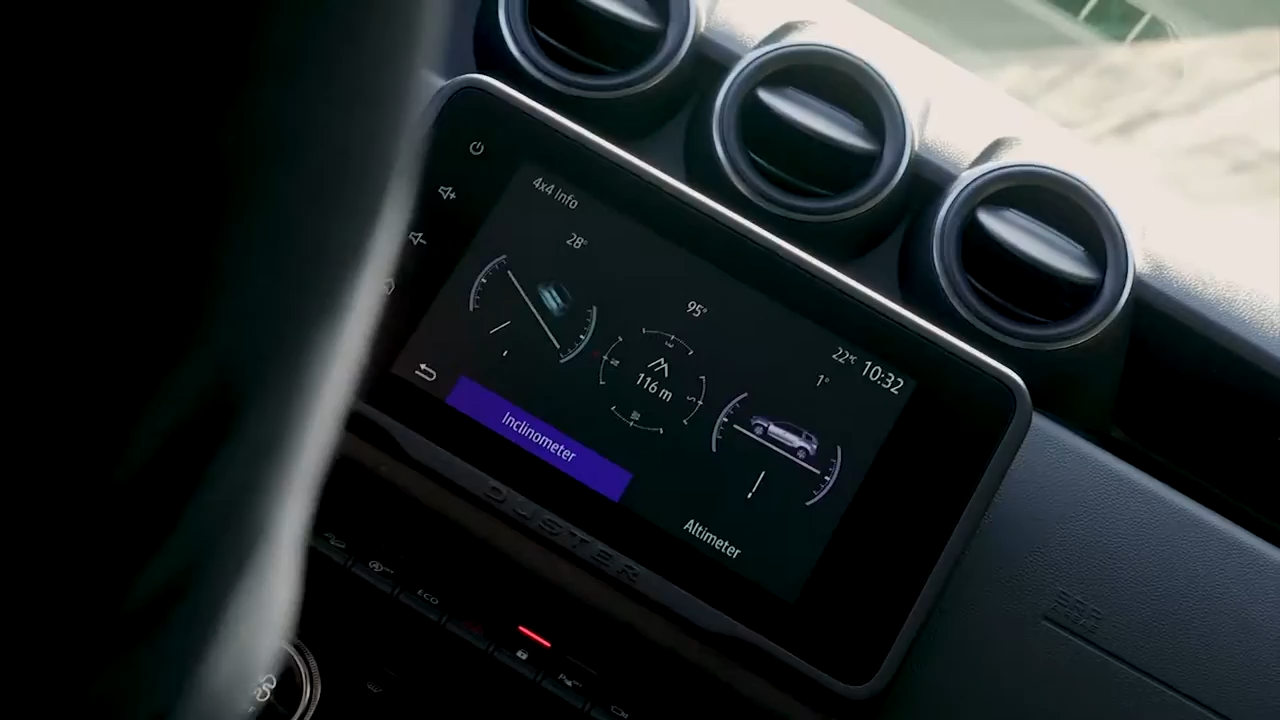 4x4 Info
22°C 10:32
28°
95°
1°
116 m
Inclinometer
Altimeter
DUSTER
ECO